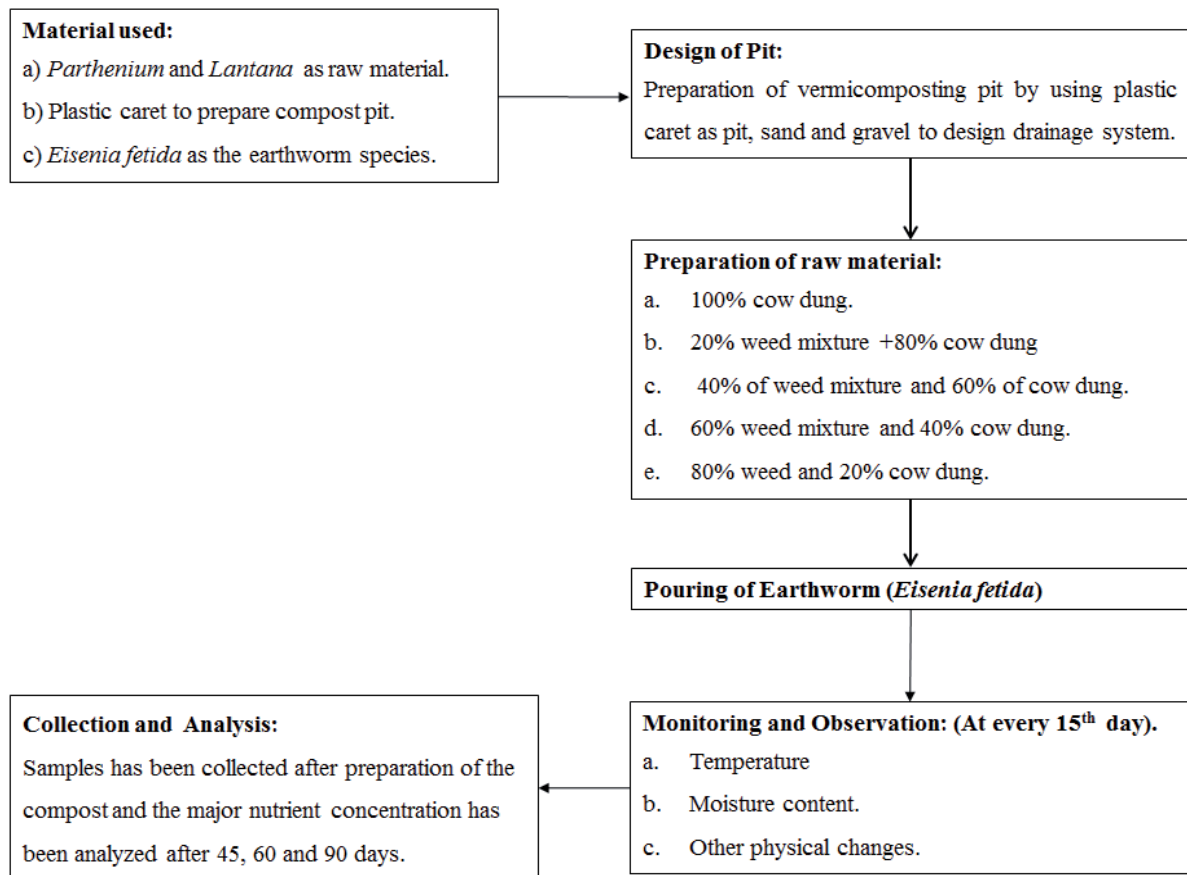 Material used:
a) Parthenium and Lantana as raw material.
b) Plastic caret to prepare compost pit.
c) Eisenia fetida as the earthworm species.
Design of Pit:
Preparation of vermicomposting pit by using plastic
caret as pit, sand and gravel to design drainage system.
Preparation of raw material:
a. 100% cow dung.
b. 20% weed mixture +80% cow dung
c. 40% of weed mixture and 60% of cow dung.
d. 60% weed mixture and 40% cow dung.
e. 80% weed and 20% cow dung.
Pouring of Earthworm (Eisenia fetida)
Monitoring and Observation: (At every 15th day).
a. Temperature
b. Moisture content.
c. Other physical changes.
Collection and Analysis:
Samples has been collected after preparation of the
compost and the major nutrient concentration has
been analyzed after 45, 60 and 90 days.